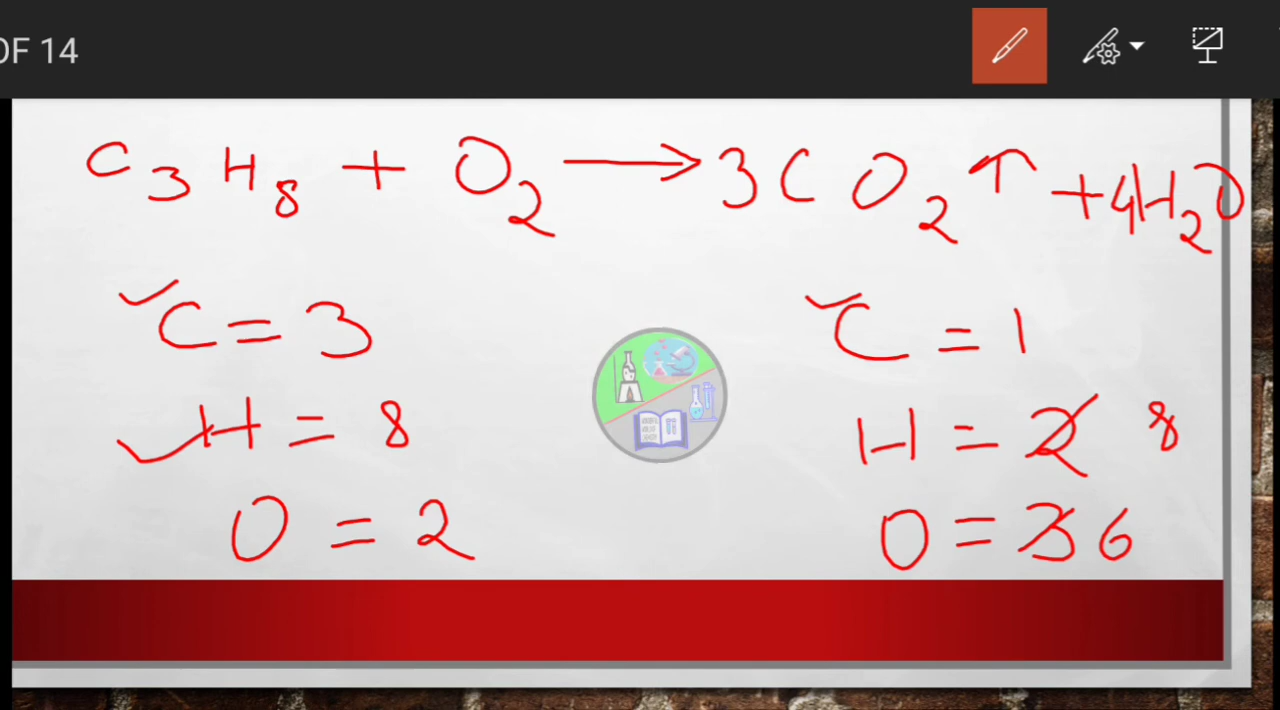 OF 14
C3H8 + O2 → 3CO2↑ + 4H2O
✓C = 3 ✓C = 1
✓H = 8 H = 2 8
O = 2 O = 3 6